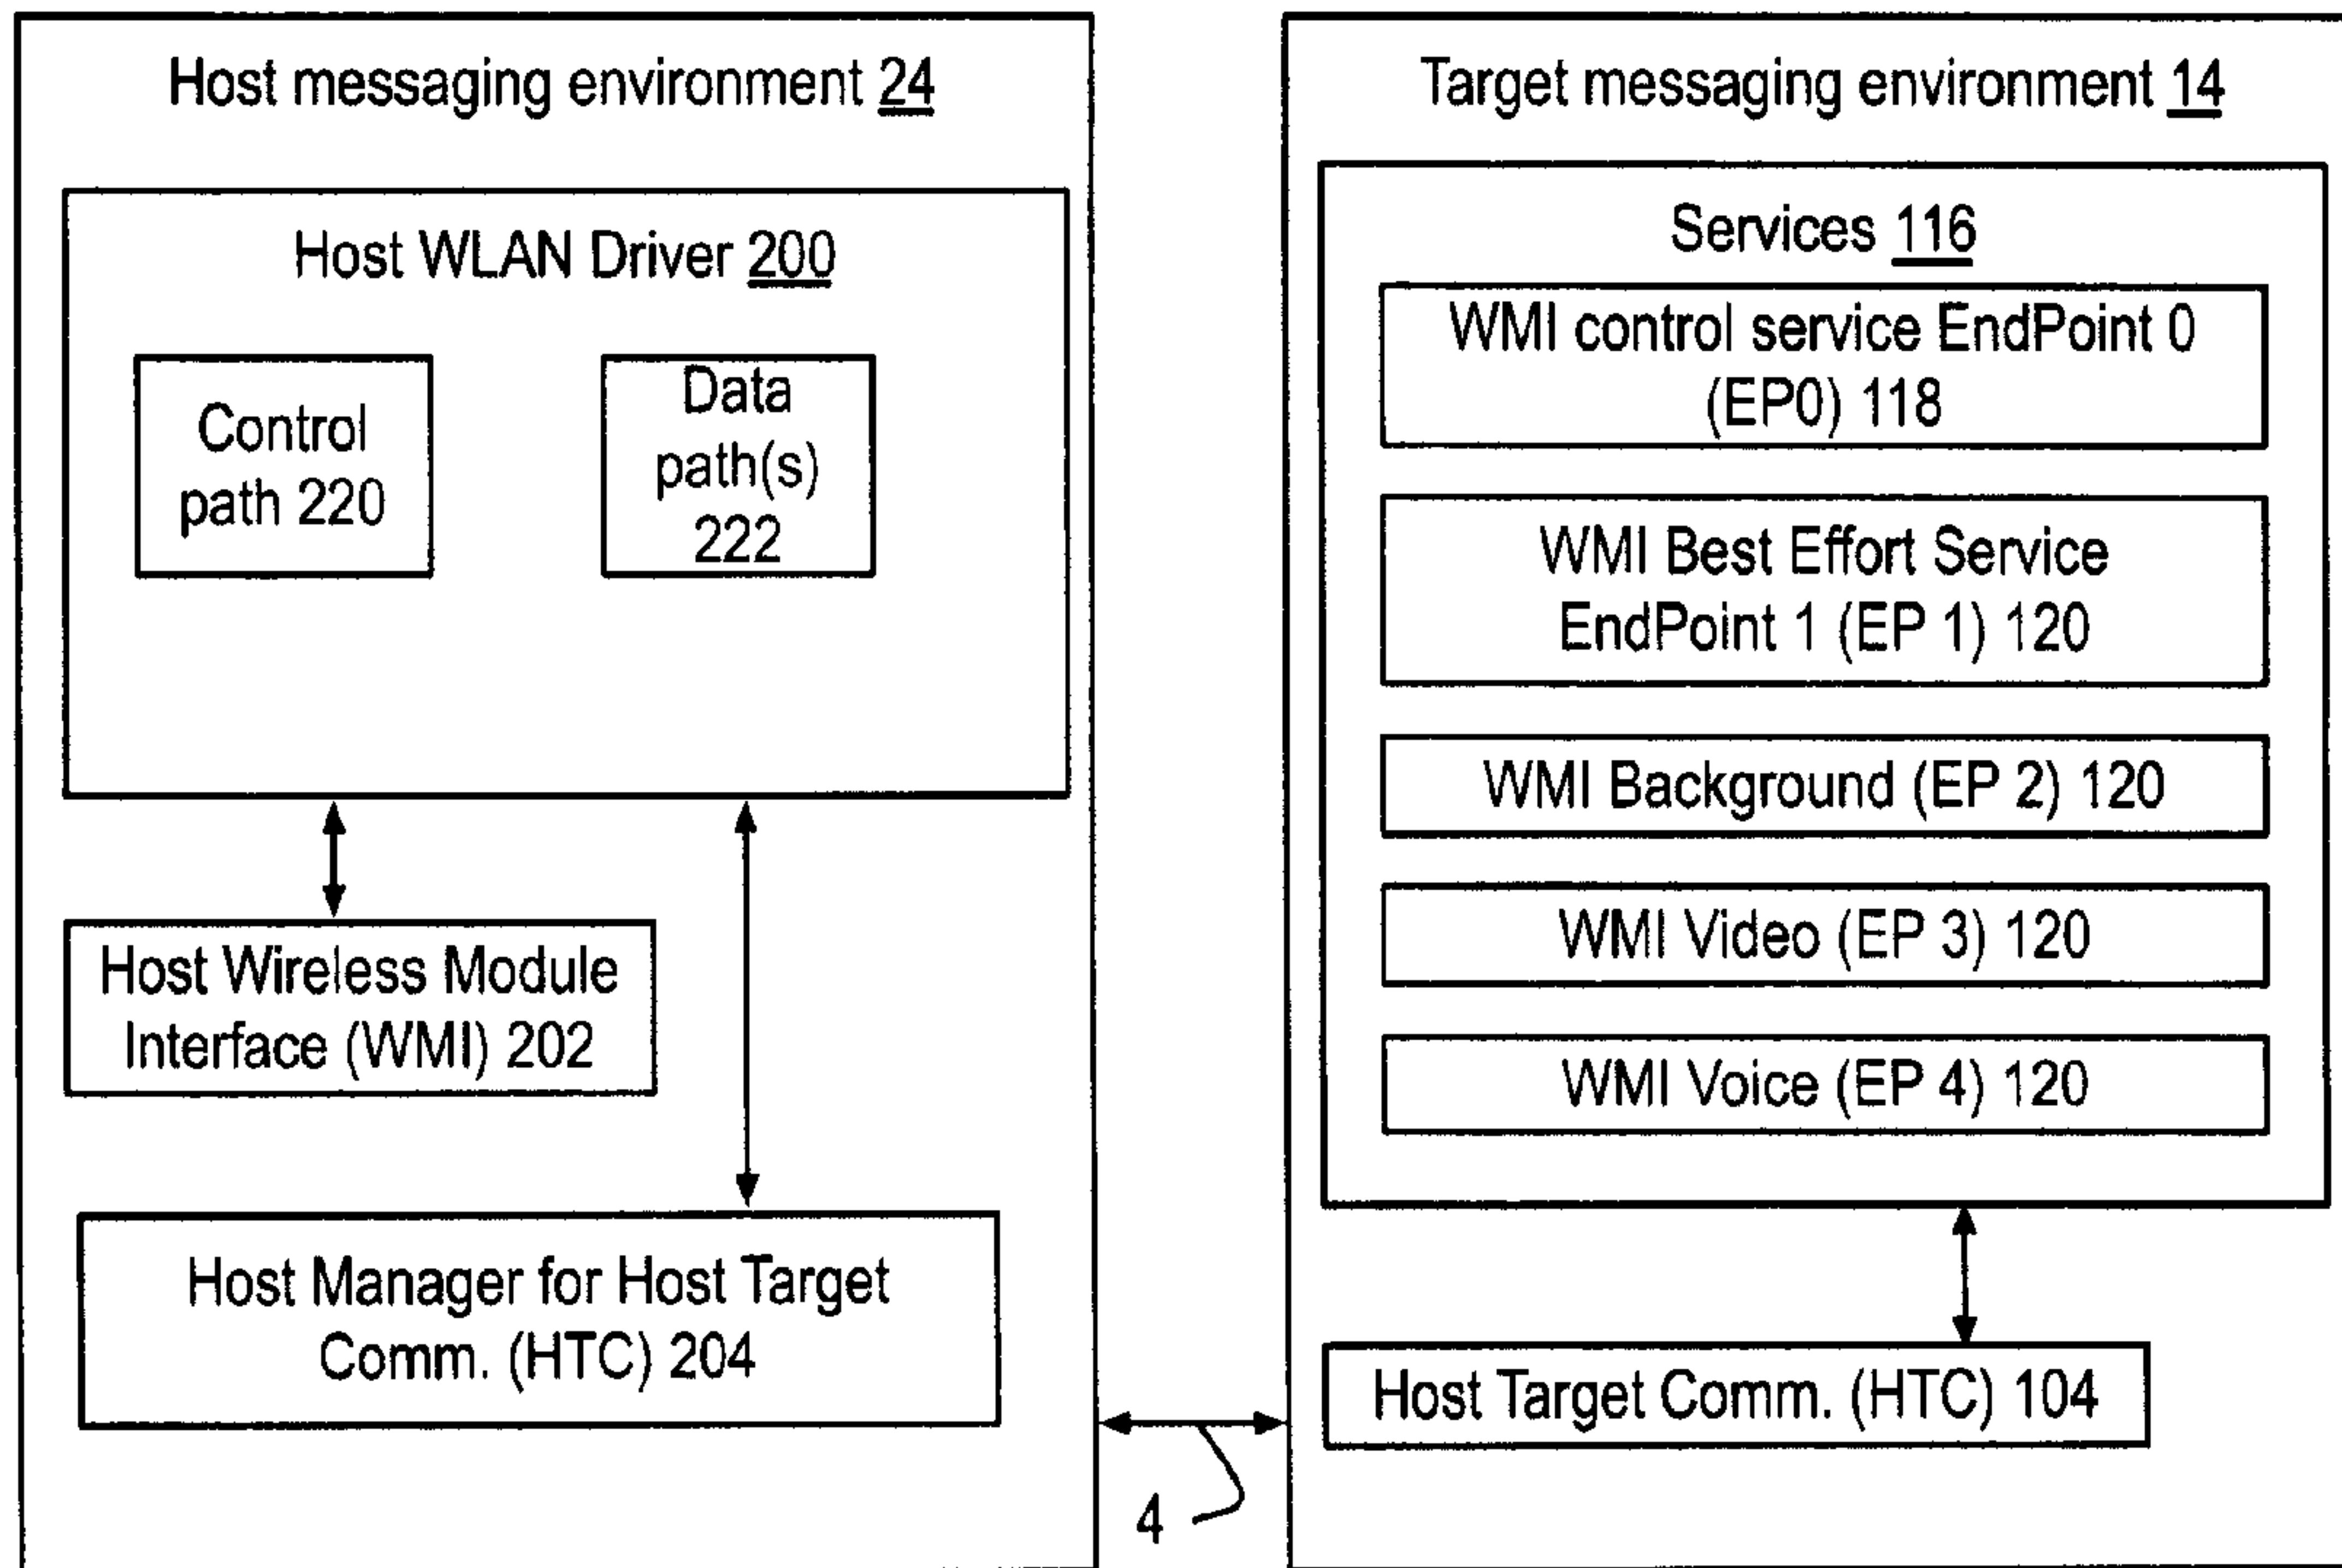 Host messaging environment 24
Host WLAN Driver 200
Control
path 220
Data
path(s)
222
Host Wireless Module
Interface (WMI) 202
Host Manager for Host Target
Comm. (HTC) 204
4
Target messaging environment 14
Services 116
WMI control service EndPoint 0
(EP0) 118
WMI Best Effort Service
EndPoint 1 (EP 1) 120
WMI Background (EP 2) 120
WMI Video (EP 3) 120
WMI Voice (EP 4) 120
Host Target Comm. (HTC) 104